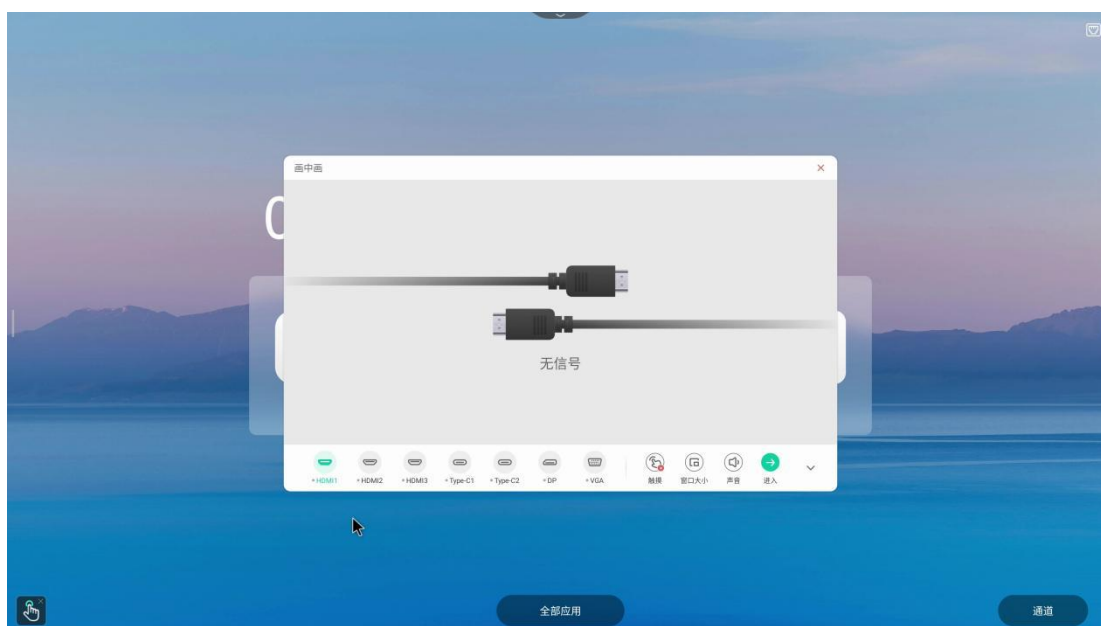 画中画
0
无信号
HDMI1
HDMI2
HDMI3
Type-C1
Type-C2
DP
VGA
触摸
窗口大小
声音
进入
全部应用
通道